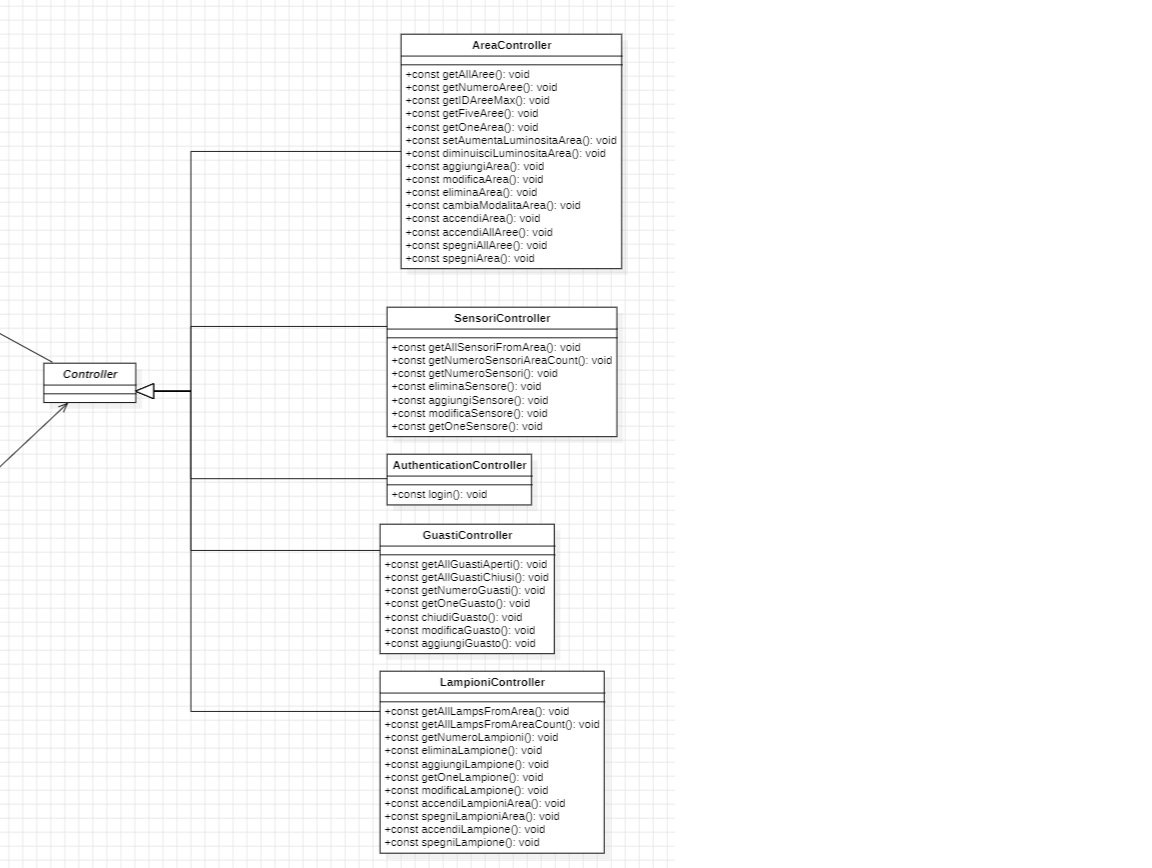 AreaController
+const getAllAree(): void
+const getNumeroAree(): void
+const getIDAreeMax(): void
+const getFiveAree(): void
+const getOneArea(): void
+const setAumentaLuminositaArea(): void
+const diminuisciLuminositaArea(): void
+const aggiungiArea(): void
+const modificaArea(): void
+const eliminaArea(): void
+const cambiaModalitaArea(): void
+const accendiArea(): void
+const accendiAllAree(): void
+const spegniAllAree(): void
+const spegniArea(): void
SensoriController
+const getAllSensoriFromArea(): void
+const getNumeroSensoriAreaCount(): void
+const getNumeroSensori(): void
+const eliminaSensore(): void
+const aggiungiSensore(): void
+const modificaSensore(): void
+const getOneSensore(): void
Controller
AuthenticationController
+const login(): void
GuastiController
+const getAllGuastiAperti(): void
+const getAllGuastiChiusi(): void
+const getNumeroGuasti(): void
+const getOneGuasto(): void
+const chiudiGuasto(): void
+const modificaGuasto(): void
+const aggiungiGuasto(): void
LampioniController
+const getAllLampsFromArea(): void
+const getAllLampsFromAreaCount(): void
+const getNumeroLampioni(): void
+const eliminaLampione(): void
+const aggiungiLampione(): void
+const getOneLampione(): void
+const modificaLampione(): void
+const accendiLampioniArea(): void
+const spegniLampioniArea(): void
+const accendiLampione(): void
+const spegniLampione(): void